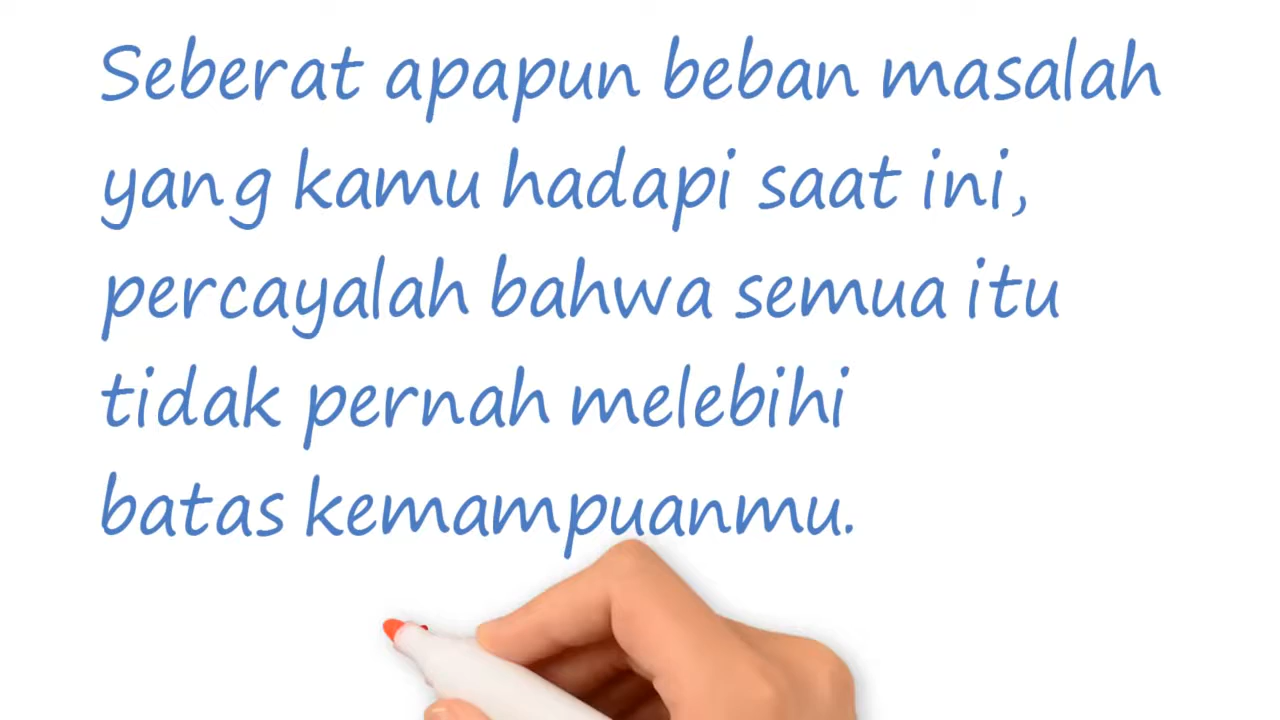 Seberat apapun beban masalah
yang kamu hadapi saat ini,
percayalah bahwa semua itu
tidak pernah melebihi
batas kemampuanmu.